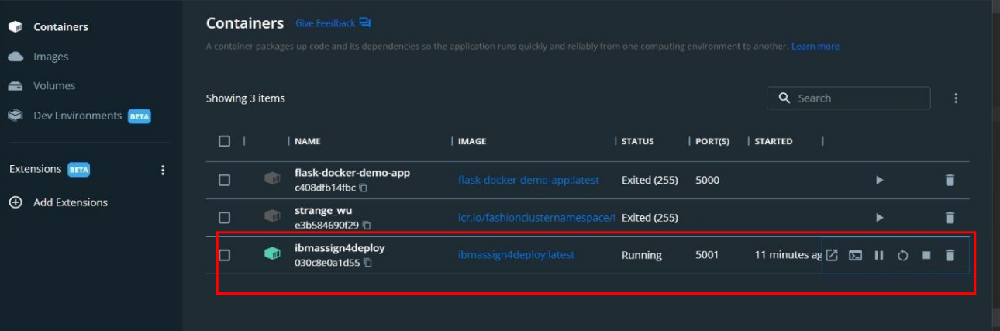 Containers
Images
Volumes
Dev Environments BETA
Extensions BETA
Add Extensions
Containers Give Feedback
A container packages up code and its dependencies so the application runs quickly and reliably from one computing environment to another. Learn more
Showing 3 items
Search
NAME IMAGE STATUS PORT(S) STARTED
flask-docker-demo-app
c408dfb14fbc
flask-docker-demo-app:latest Exited (255) 5000
strange_wu
e3b584690f29
icr.io/fashionclusternamespace/ Exited (255) -
ibmassign4deploy
030c8e0a1d55
ibmassign4deploy:latest Running 5001 11 minutes ag